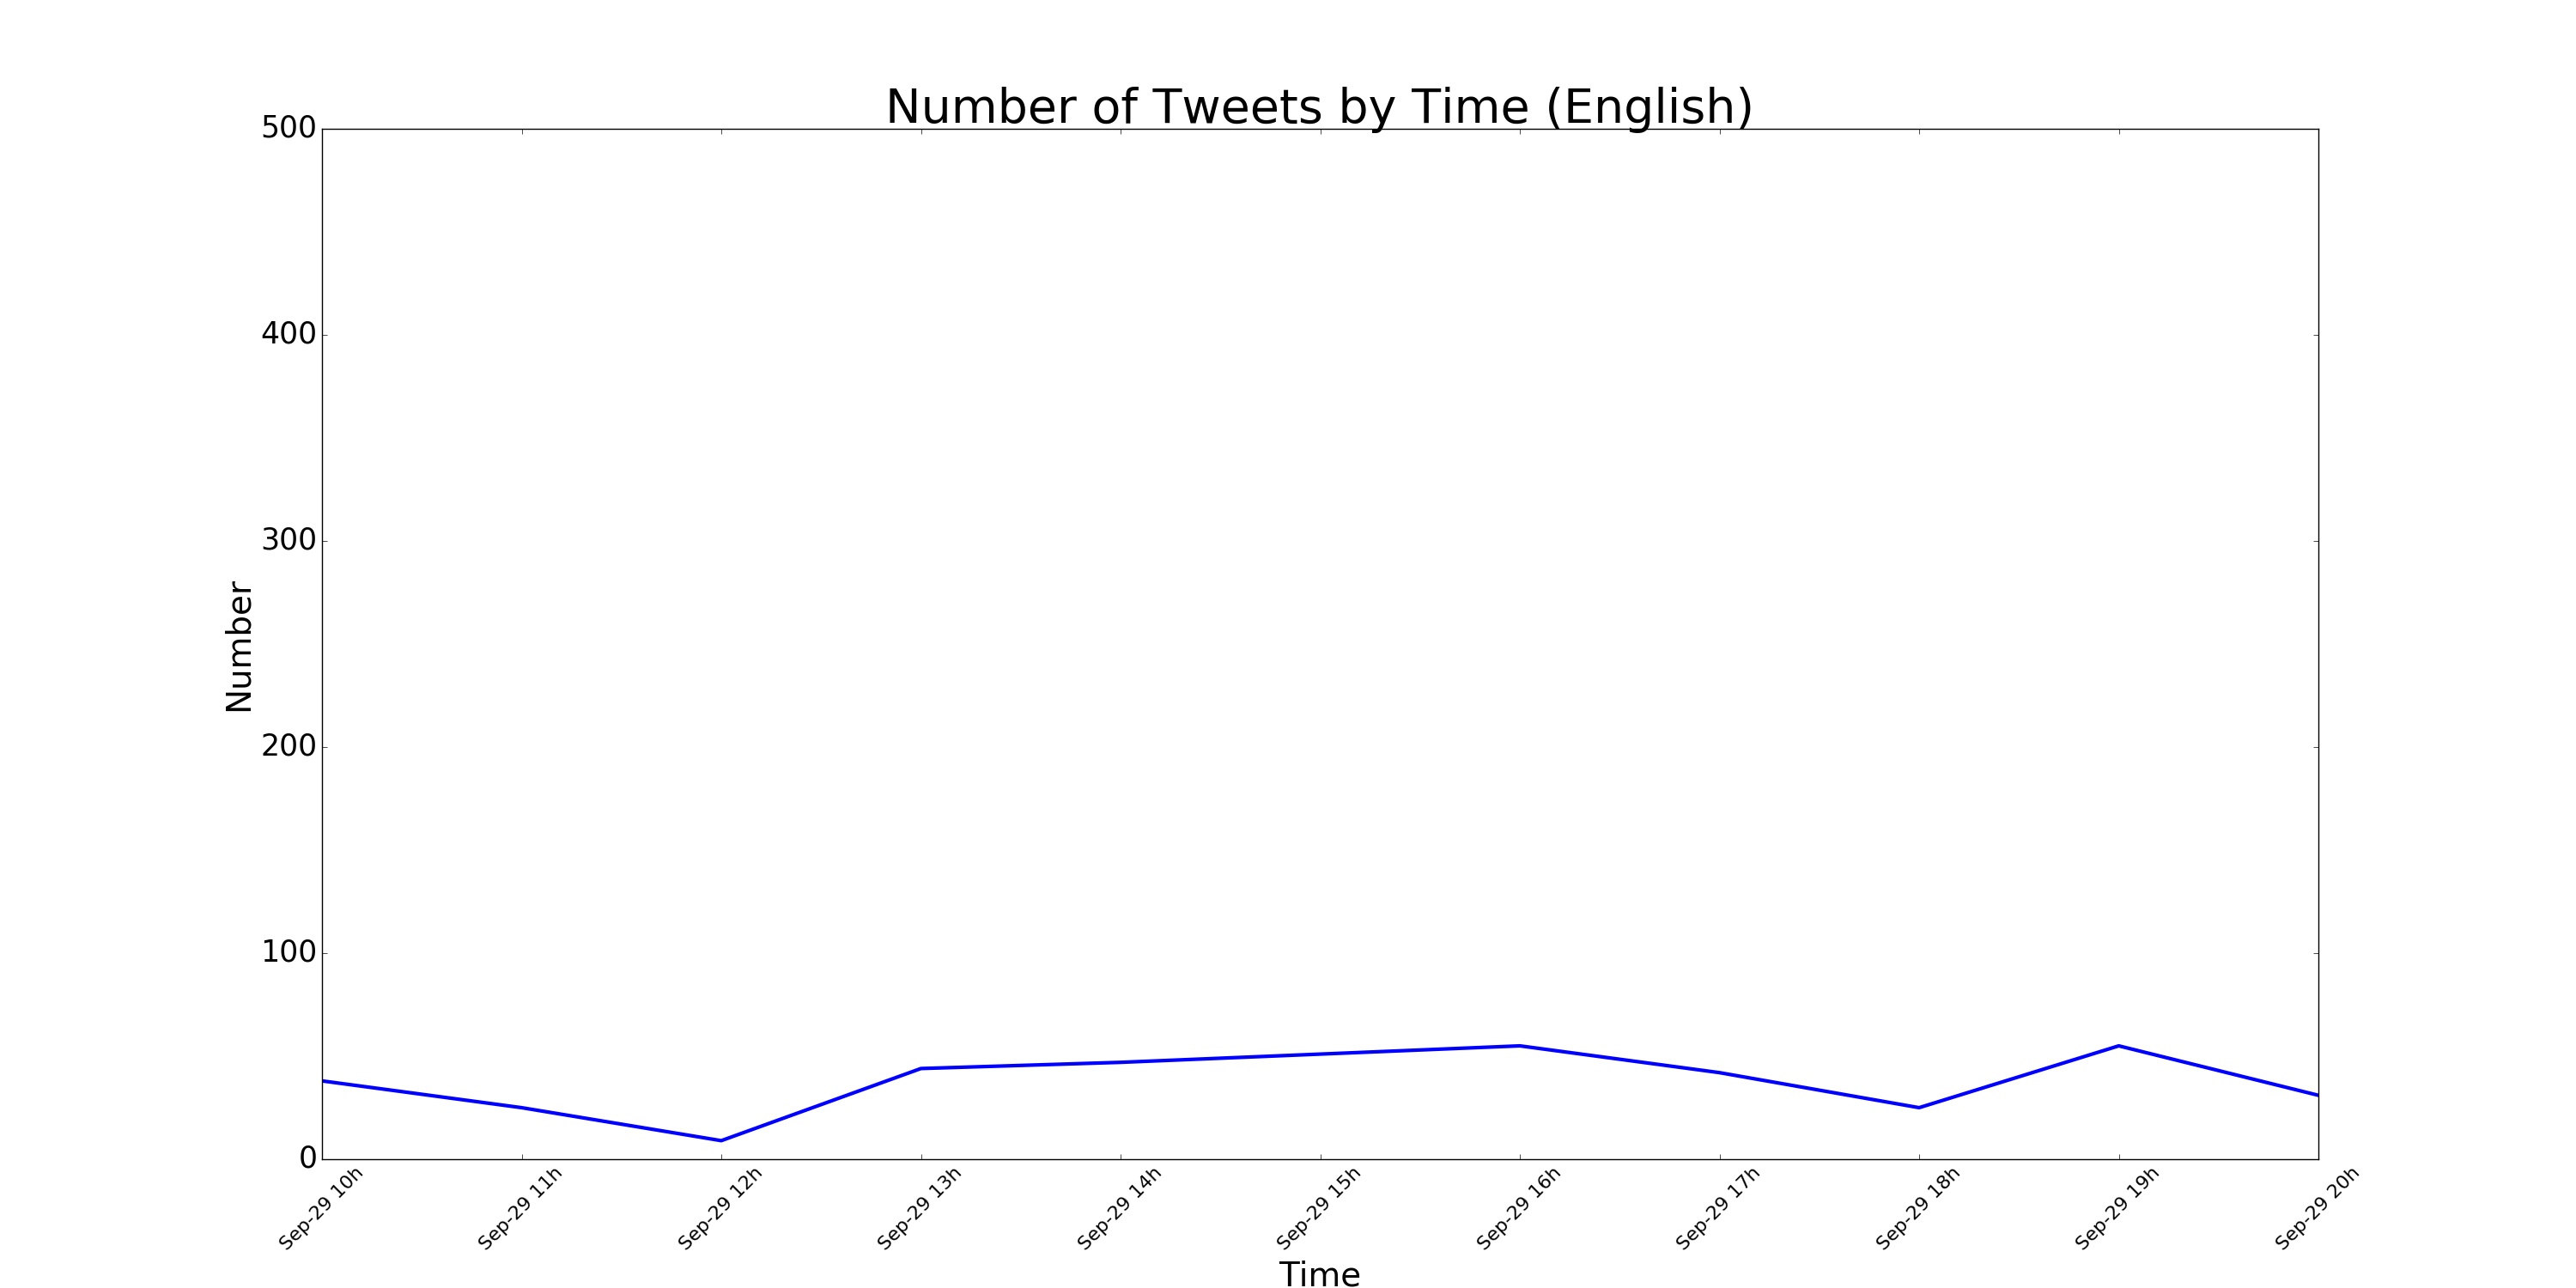 Number of Tweets by Time (English)
500
400
300
200
100
0
Number
Sep-29 10h
Sep-29 11h
Sep-29 12h
Sep-29 13h
Sep-29 14h
Sep-29 15h
Sep-29 16h
Sep-29 17h
Sep-29 18h
Sep-29 19h
Sep-29 20h
Time